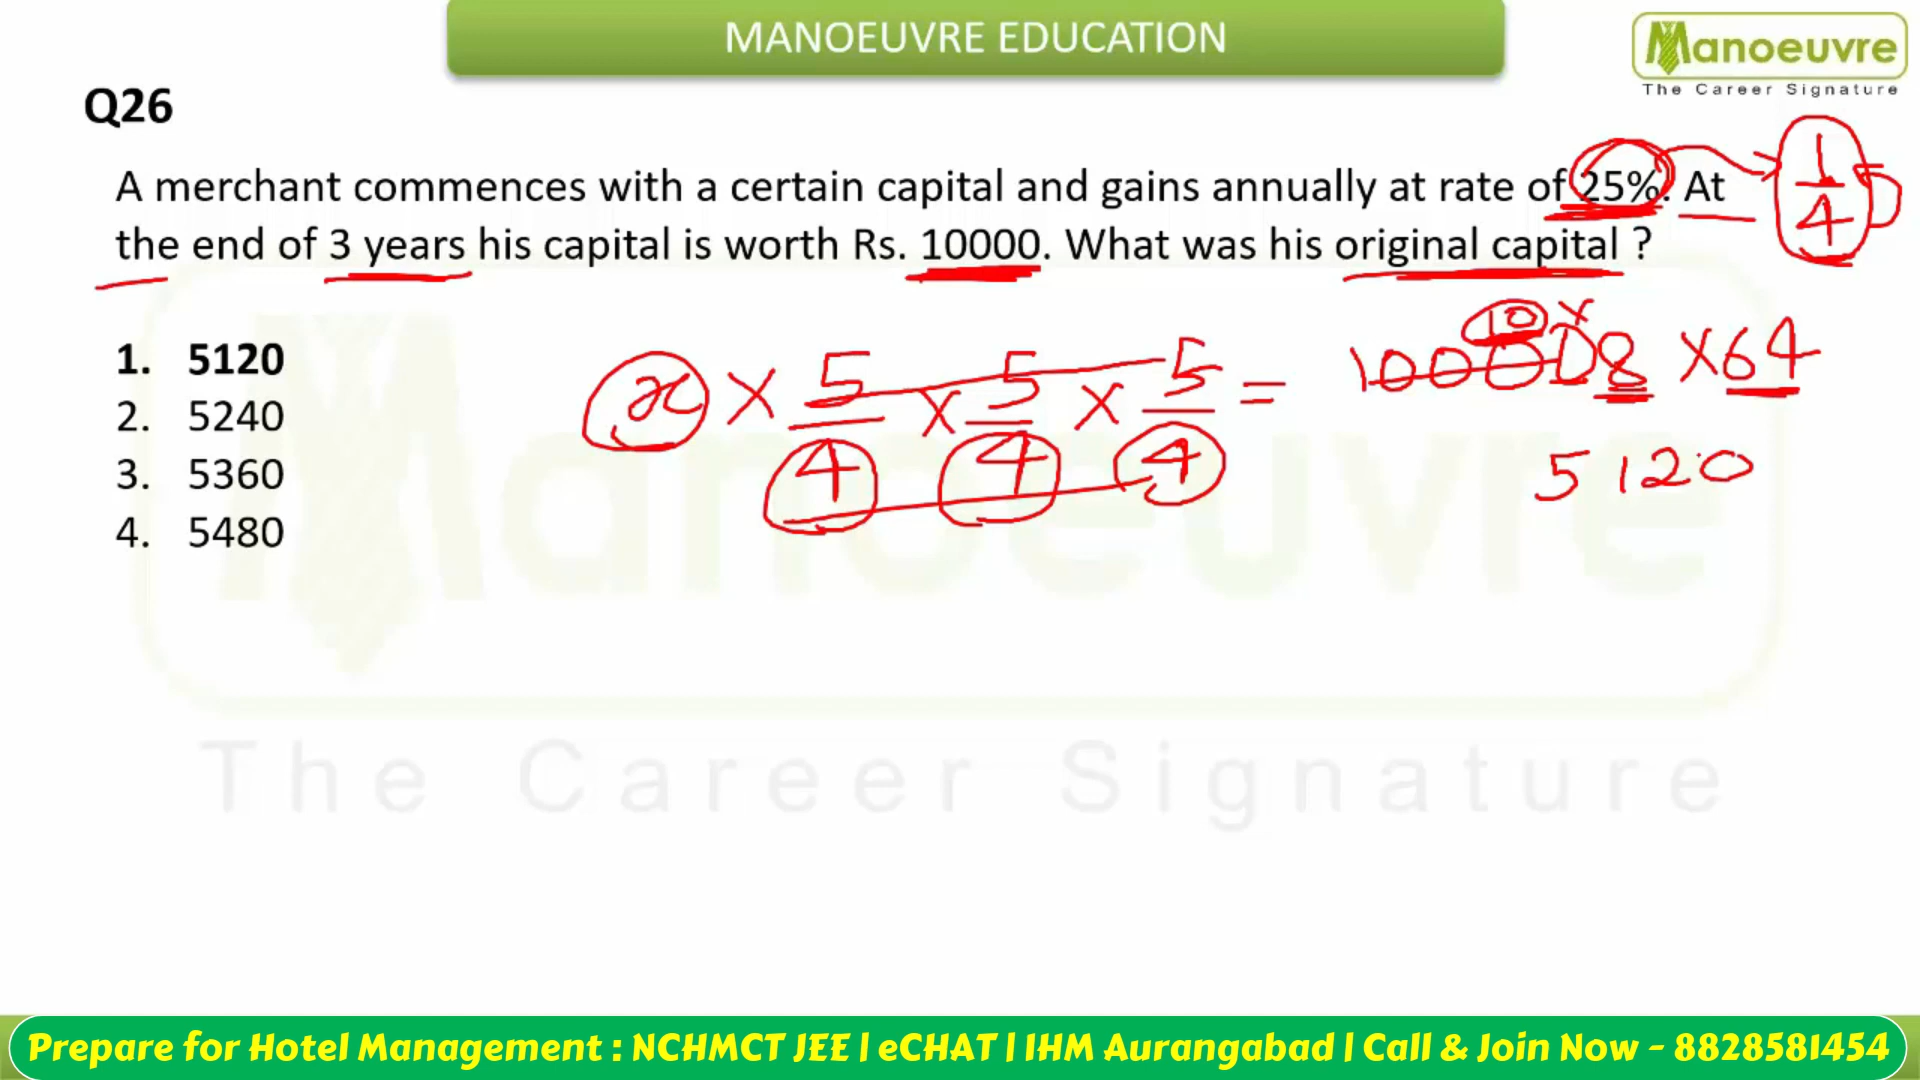 MANOEUVRE EDUCATION
Manoeuvre
The Career Signature
Q26
A merchant commences with a certain capital and gains annually at rate of 25%. At
the end of 3 years his capital is worth Rs. 10000. What was his original capital ?
1/4
1. 5120
2. 5240
3. 5360
4. 5480
x × 5/4 × 5/4 × 5/4 = 10000 8 × 64
10 x
5120
Manoeuvre
The Career Signature
Prepare for Hotel Management : NCHMCT JEE | eCHAT | IHM Aurangabad | Call & Join Now - 8828581454